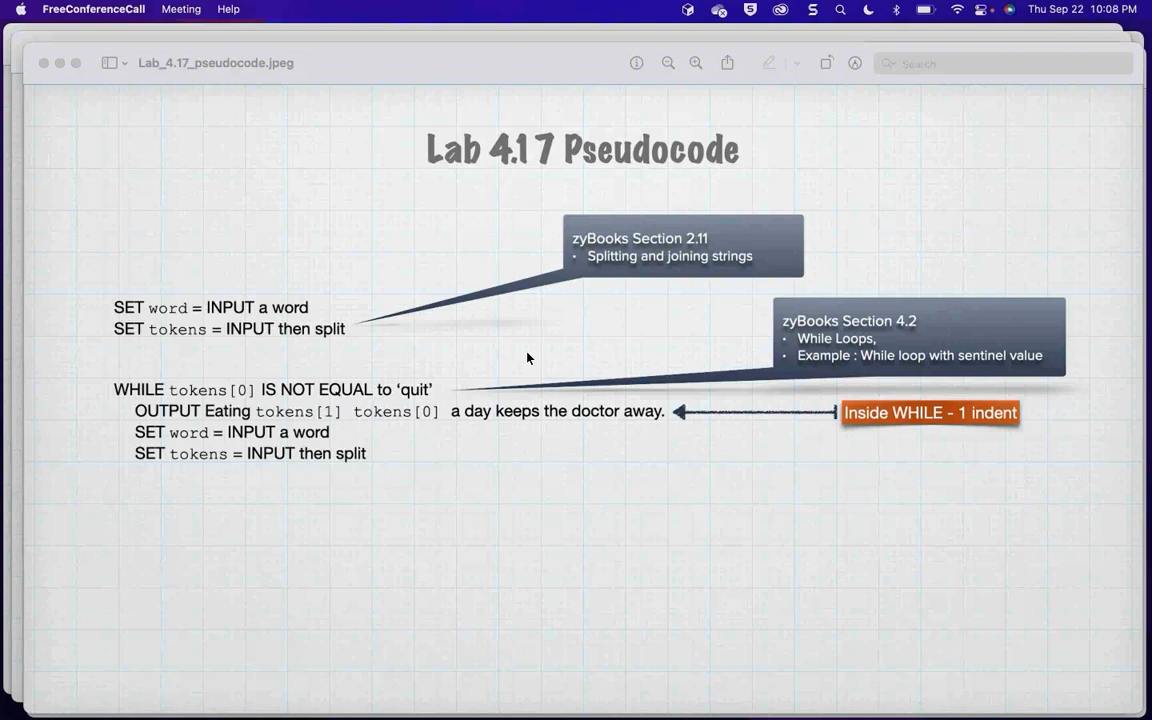 FreeConferenceCall Meeting Help Thu Sep 22 10:08 PM
Lab_4.17_pseudocode.jpeg Search
Lab 4.17 Pseudocode
zyBooks Section 2.11
• Splitting and joining strings
SET word = INPUT a word
SET tokens = INPUT then split
zyBooks Section 4.2
• While Loops,
• Example : While loop with sentinel value
WHILE tokens[0] IS NOT EQUAL to ‘quit’
OUTPUT Eating tokens[1] tokens[0] a day keeps the doctor away.
Inside WHILE - 1 indent
SET word = INPUT a word
SET tokens = INPUT then split